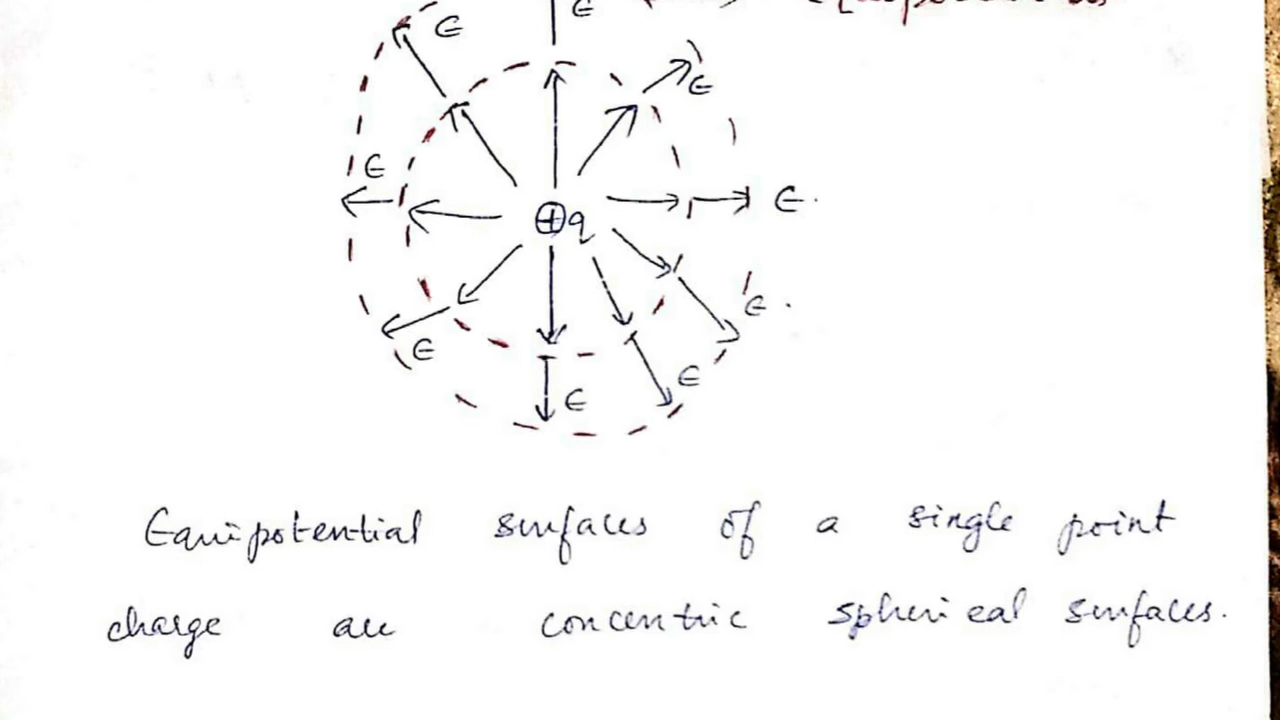 E
E
E
E
E.
⊕q
E.
E
E
E
Equipotential surfaces of a single point
charge are concentric spherical surfaces.